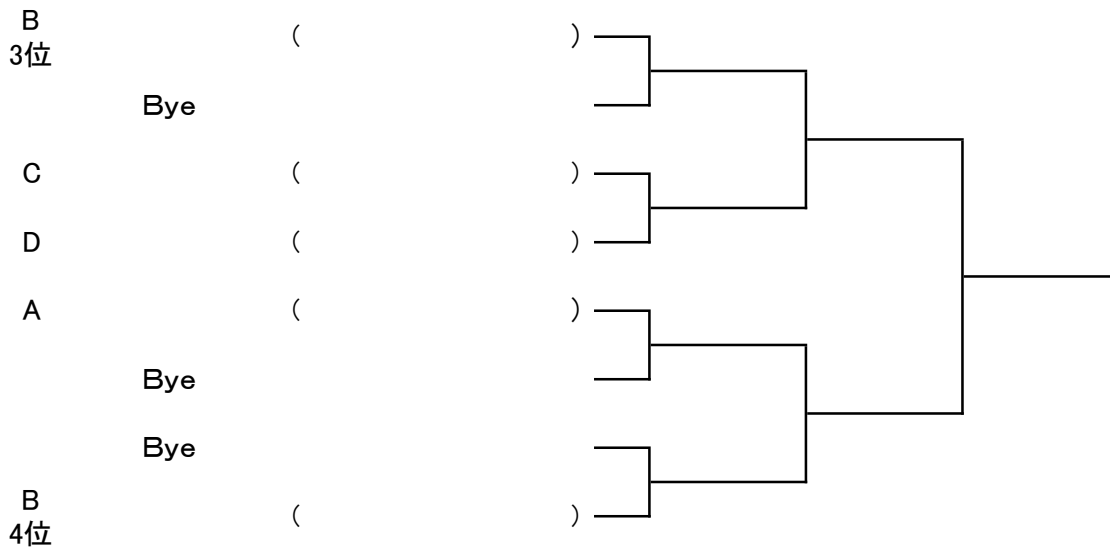 B
3位 ( )
Bye
C ( )
D ( )
A ( )
Bye
Bye
B
4位 ( )